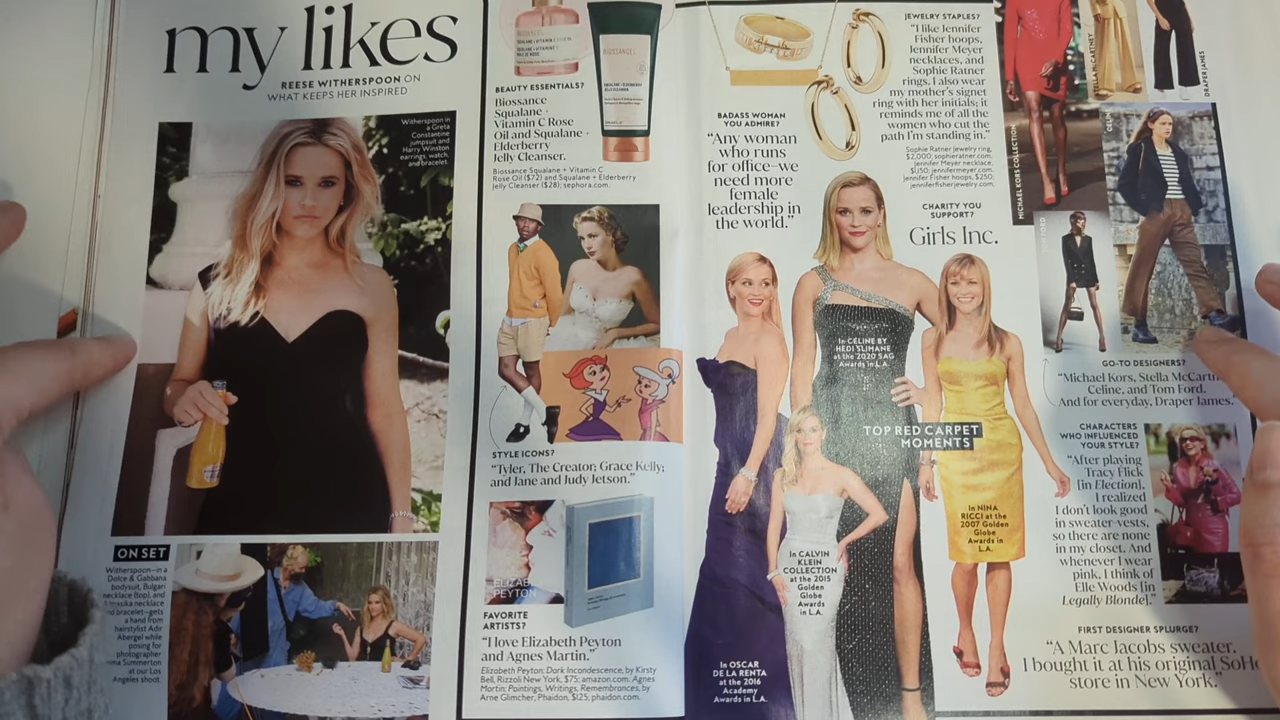 my likes
REESE WITHERSPOON ON
WHAT KEEPS HER INSPIRED
Witherspoon in
a Greta
Constantine
jumpsuit and
Harry Winston
earrings, watch,
and bracelet.
ON SET
Witherspoon—in a
Dolce & Gabbana
bodysuit, Bulgari
necklace (top), and
necklace
and bracelet—gets
a hand from
hairstylist Adir
Abergel while
posing for
photographer
Summerton
at our Los
Angeles shoot.
BIOSSANCE
SQUALANE + VITAMIN C ROSE OIL
BIOSSANCE
BEAUTY ESSENTIALS?
Biossance
Squalane +
Vitamin C Rose
Oil and Squalane +
Elderberry
Jelly Cleanser.
Biossance Squalane + Vitamin C
Rose Oil ($72) and Squalane + Elderberry
Jelly Cleanser ($28); sephora.com.
STYLE ICONS?
"Tyler, The Creator; Grace Kelly;
and Jane and Judy Jetson."
ELIZAB
PEYTON
FAVORITE
ARTISTS?
"I love Elizabeth Peyton
and Agnes Martin."
Elizabeth Peyton: Dark Incandescence, by Kirsty
Bell, Rizzoli New York, $75; amazon.com. Agnes
Martin: Paintings, Writings, Remembrances, by
Arne Glimcher, Phaidon, $125; phaidon.com.
BADASS WOMAN
YOU ADMIRE?
"Any woman
who runs
for office—we
need more
female
leadership in
the world."
JEWELRY STAPLES?
"I like Jennifer
Fisher hoops,
Jennifer Meyer
necklaces, and
Sophie Ratner
rings. I also wear
my mother's signet
ring with her initials; it
reminds me of all the
women who cut the
path I'm standing in."
Sophie Ratner Jewelry ring,
$2,000; sophieratner.com.
Jennifer Meyer necklace,
jennifermeyer.com.
Jennifer Fisher hoops, $250;
jenniferfisherjewelry.com.
CHARITY YOU
SUPPORT?
Girls Inc.
In CELINE BY
HEDI SLIMANE
at the 2020 SAG
Awards in L.A.
TOP RED CARPET
MOMENTS
In NINA
RICCI at the
2007 Golden
Globe
Awards in
L.A.
In CALVIN
KLEIN
COLLECTION
at the 2015
Golden
Globe
Awards
in L.A.
In OSCAR
DE LA RENTA
at the 2016
Academy
Awards in L.A.
MICHAEL KORS COLLECTION
STELLA McCARTNEY
DRAPER JAMES
CELINE
TOM FORD
GO-TO DESIGNERS?
"Michael Kors, Stella McCartn
Celine, and Tom Ford.
And for everyday, Draper James.
CHARACTERS
WHO INFLUENCED
YOUR STYLE?
"After playing
Tracy Flick
[in Election],
I realized
I don't look good
in sweater-vests,
so there are none
in my closet. And
whenever I wear
pink, I think of
Elle Woods [in
Legally Blonde]."
FIRST DESIGNER SPLURGE?
"A Marc Jacobs sweater.
I bought it at his original SoHo
store in New York."